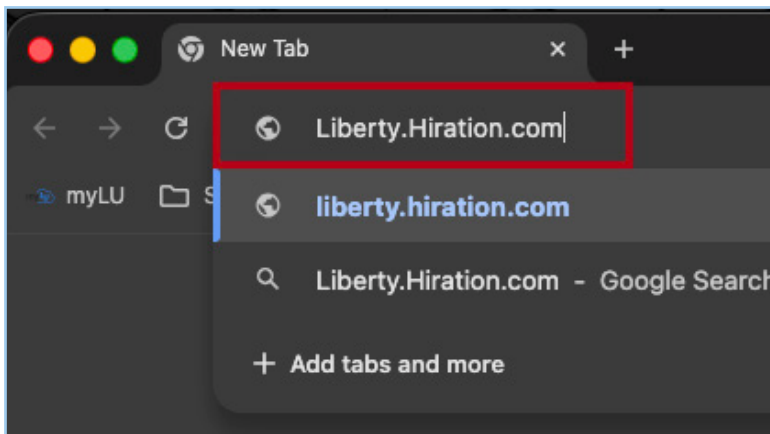 New Tab
Liberty.Hiration.com
myLU S
liberty.hiration.com
Liberty.Hiration.com - Google Search
Add tabs and more